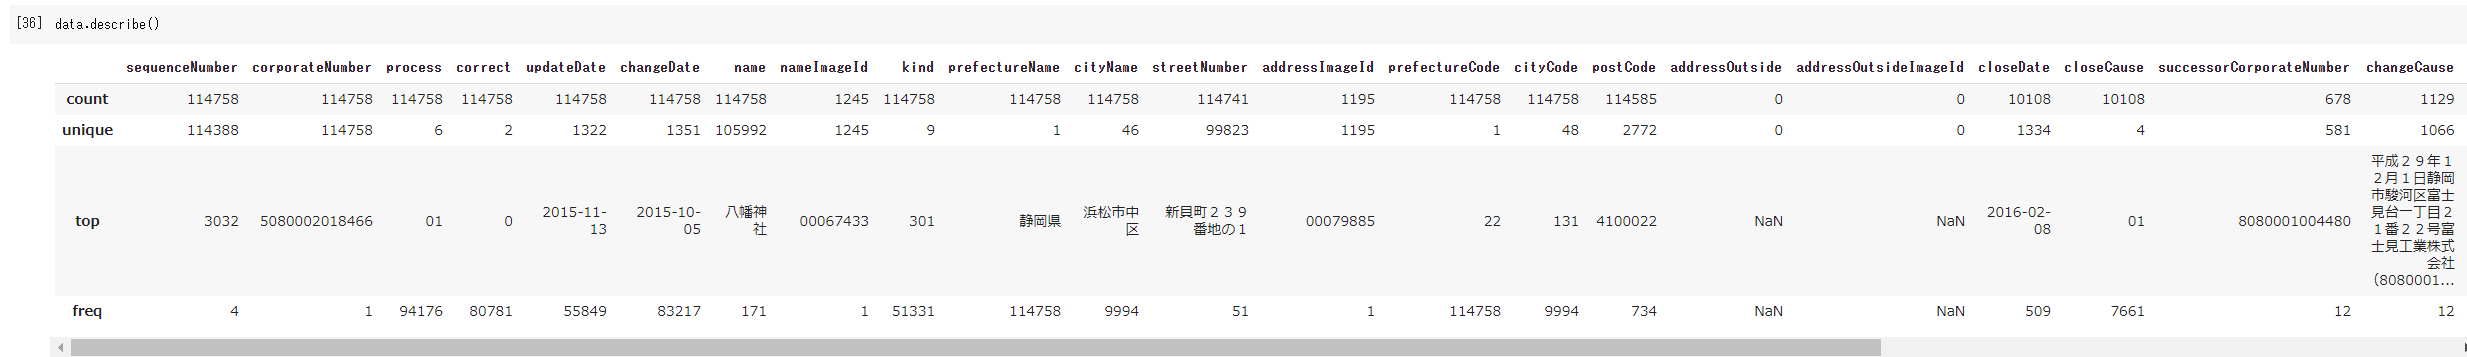 [36] data.describe()
sequenceNumber corporateNumber process correct updateDate changeDate name nameImageId kind prefectureName cityName streetNumber addressImageId prefectureCode cityCode postCode addressOutside addressOutsideImageId closeDate closeCause successorCorporateNumber changeCause
count 114758 114758 114758 114758 114758 114758 114758 1245 114758 114758 114758 114741 1195 114758 114758 114585 0 0 10108 10108 678 1129
unique 114388 114758 6 2 1322 1351 105992 1245 9 1 46 99823 1195 1 48 2772 0 0 1334 4 581 1066
top 3032 5080002018466 01 0 2015-11-13 2015-10-05 八幡神社 00067433 301 静岡県 浜松市中区 新貝町２３９番地の１ 00079885 22 131 4100022 NaN NaN 2016-02-08 01 8080001004480 平成２９年１２月１日静岡市駿河区富士見台一丁目２１番２２号富士見工業株式会社（8080001...
freq 4 1 94176 80781 55849 83217 171 1 51331 114758 9994 51 1 114758 9994 734 NaN NaN 509 7661 12 12